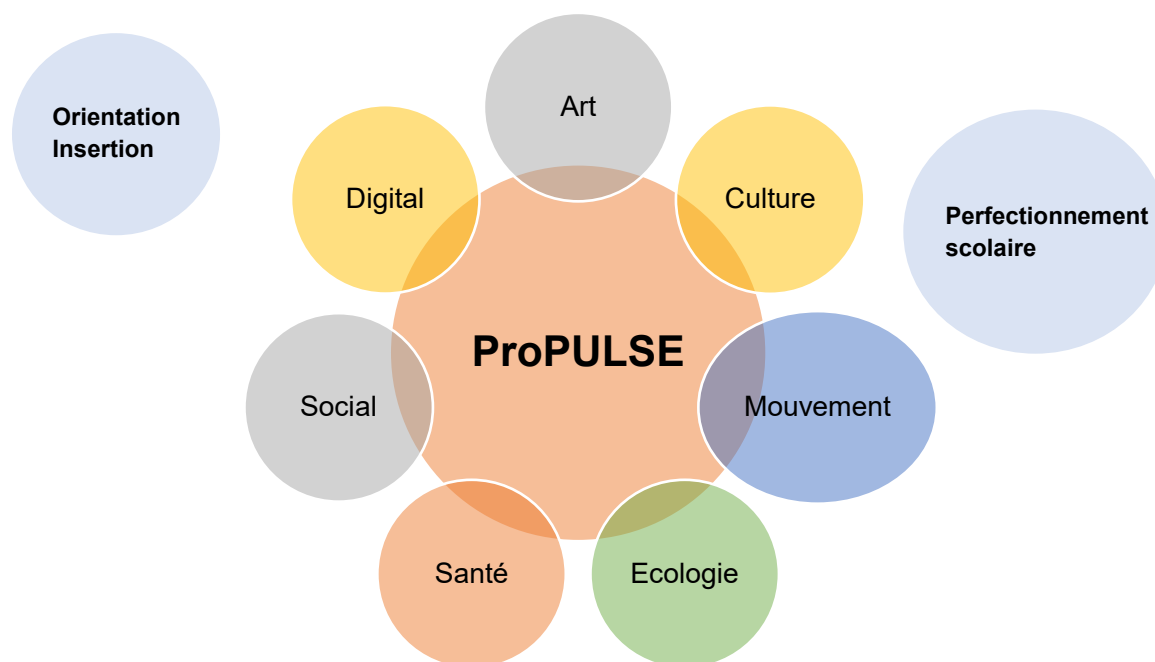 Art
Orientation
Insertion
Digital
Culture
Perfectionnement
scolaire
ProPULSE
Social
Mouvement
Santé
Ecologie